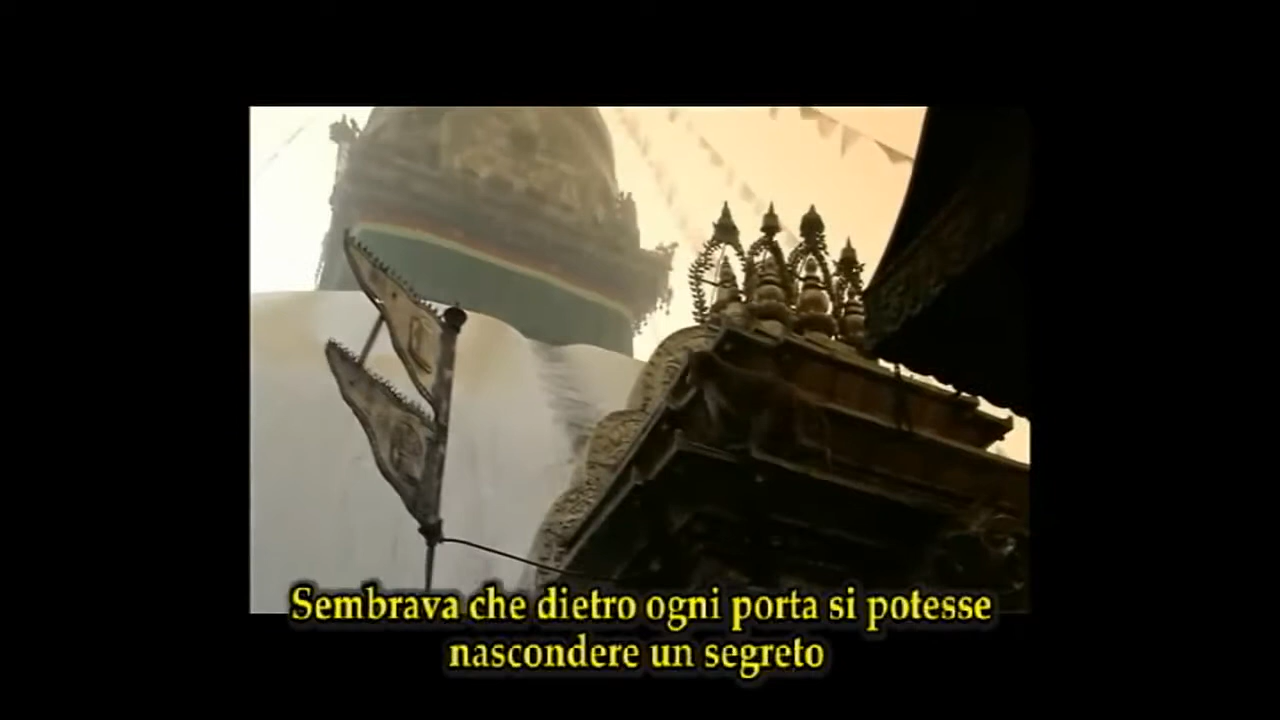 Sembrava che dietro ogni porta si potesse
nascondere un segreto